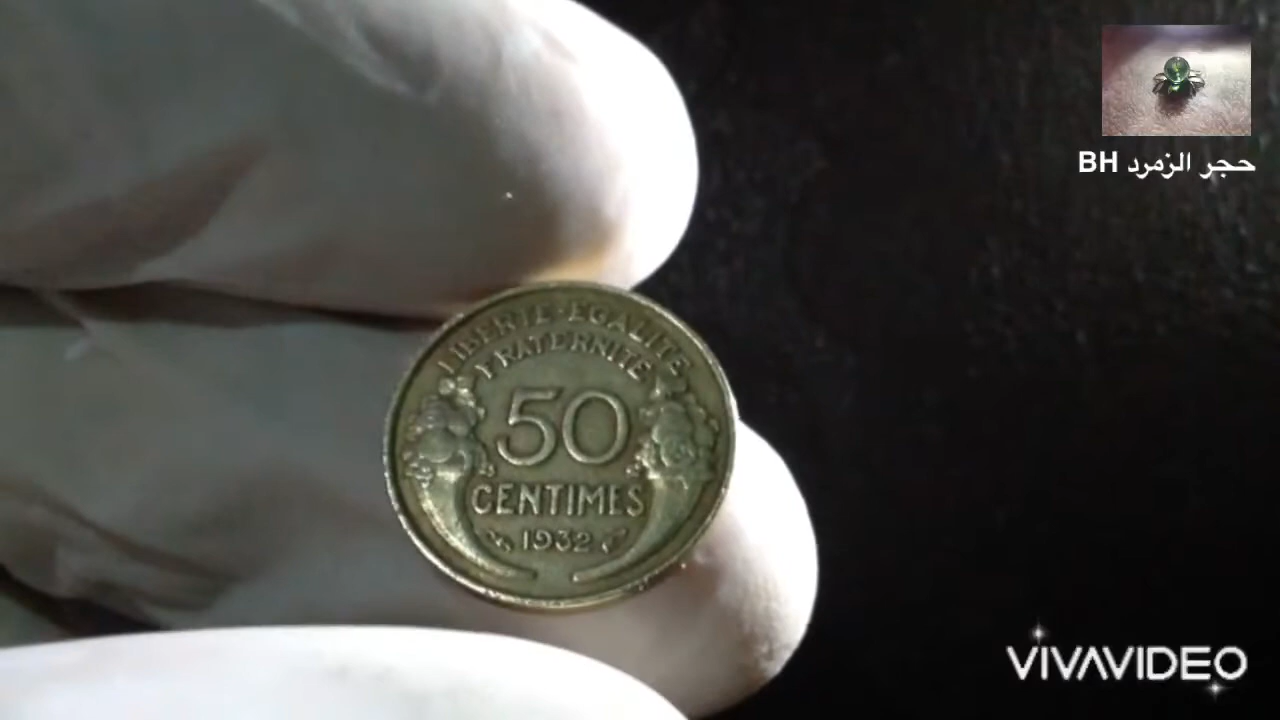 حجر الزمرد BH
LIBERTE·EGALITE
FRATERNITE
50
CENTIMES
1932
VIVAVIDEO